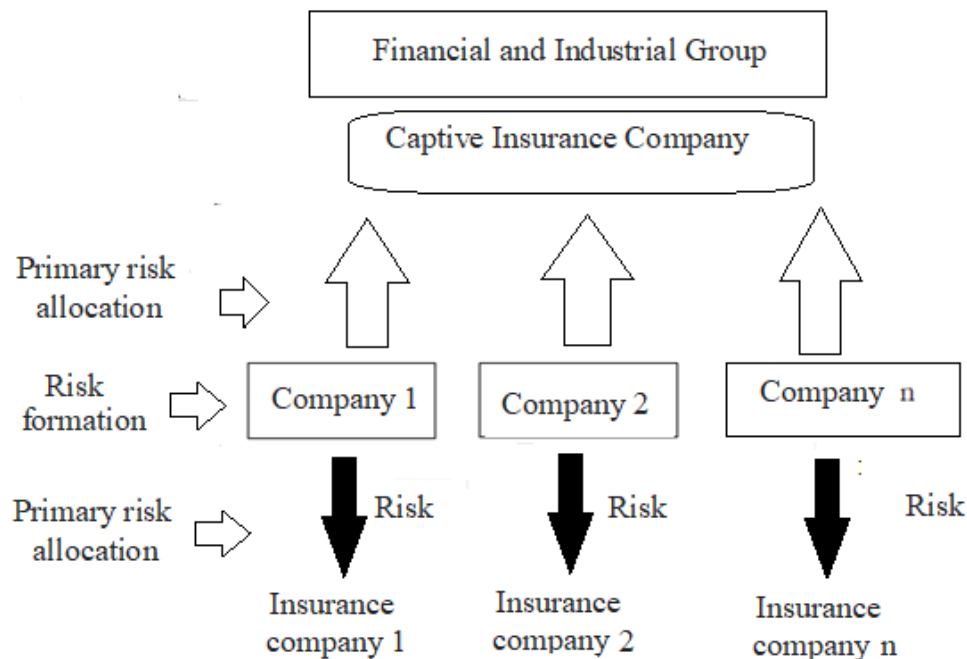 Financial and Industrial Group
Captive Insurance Company
Primary risk
allocation
Risk
formation
Company 1
Company 2
Company n
Primary risk
allocation
Risk
Risk
Risk
Insurance
company 1
Insurance
company 2
Insurance
company n